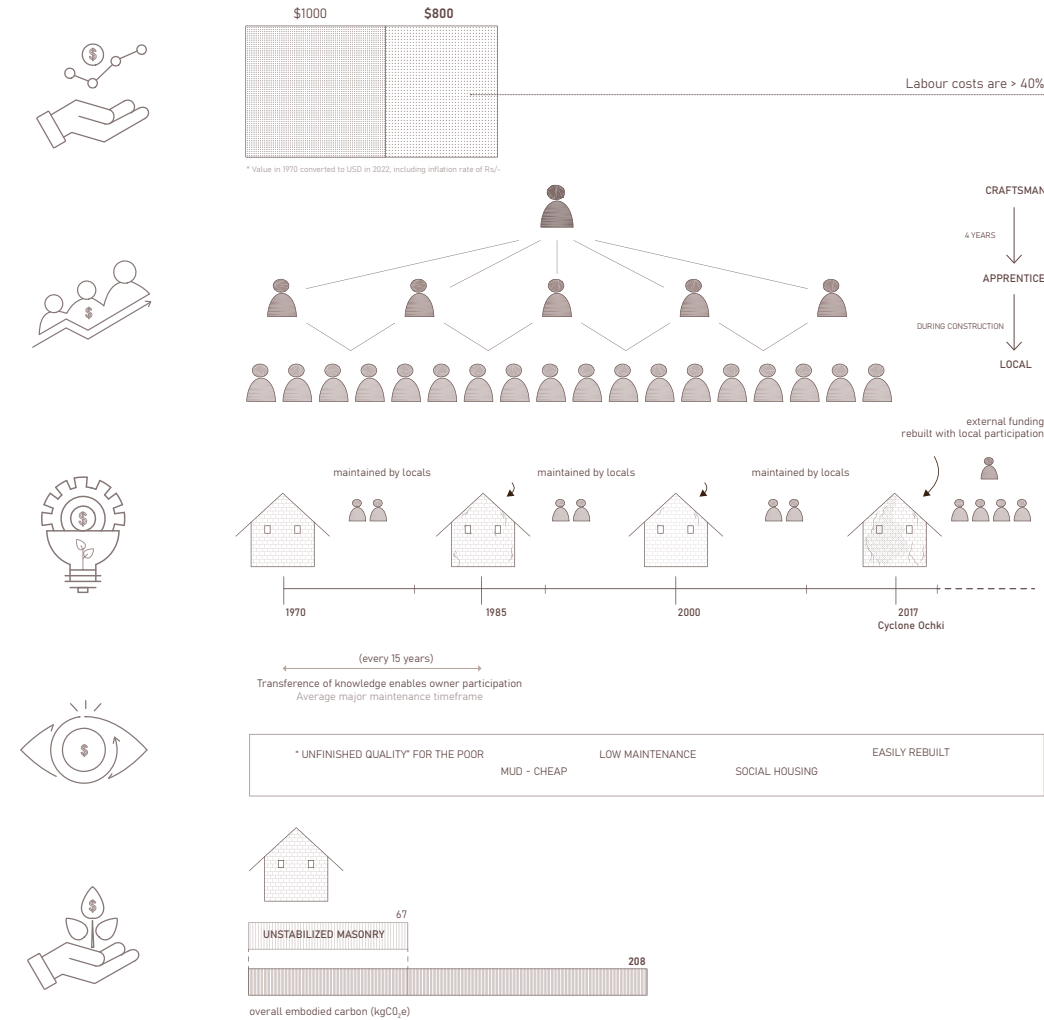 $1000
$800
Labour costs are > 40%
* Value in 1970 converted to USD in 2022, including inflation rate of Rs/-
CRAFTSMAN
4 YEARS
APPRENTICE
DURING CONSTRUCTION
LOCAL
external funding
rebuilt with local participation
maintained by locals
maintained by locals
maintained by locals
1970
1985
2000
2017
Cyclone Ochki
(every 15 years)
Transference of knowledge enables owner participation
Average major maintenance timeframe
" UNFINISHED QUALITY" FOR THE POOR
LOW MAINTENANCE
EASILY REBUILT
MUD - CHEAP
SOCIAL HOUSING
67
UNSTABILIZED MASONRY
208
overall embodied carbon (kgC0₂e)
$
$
$
$
$